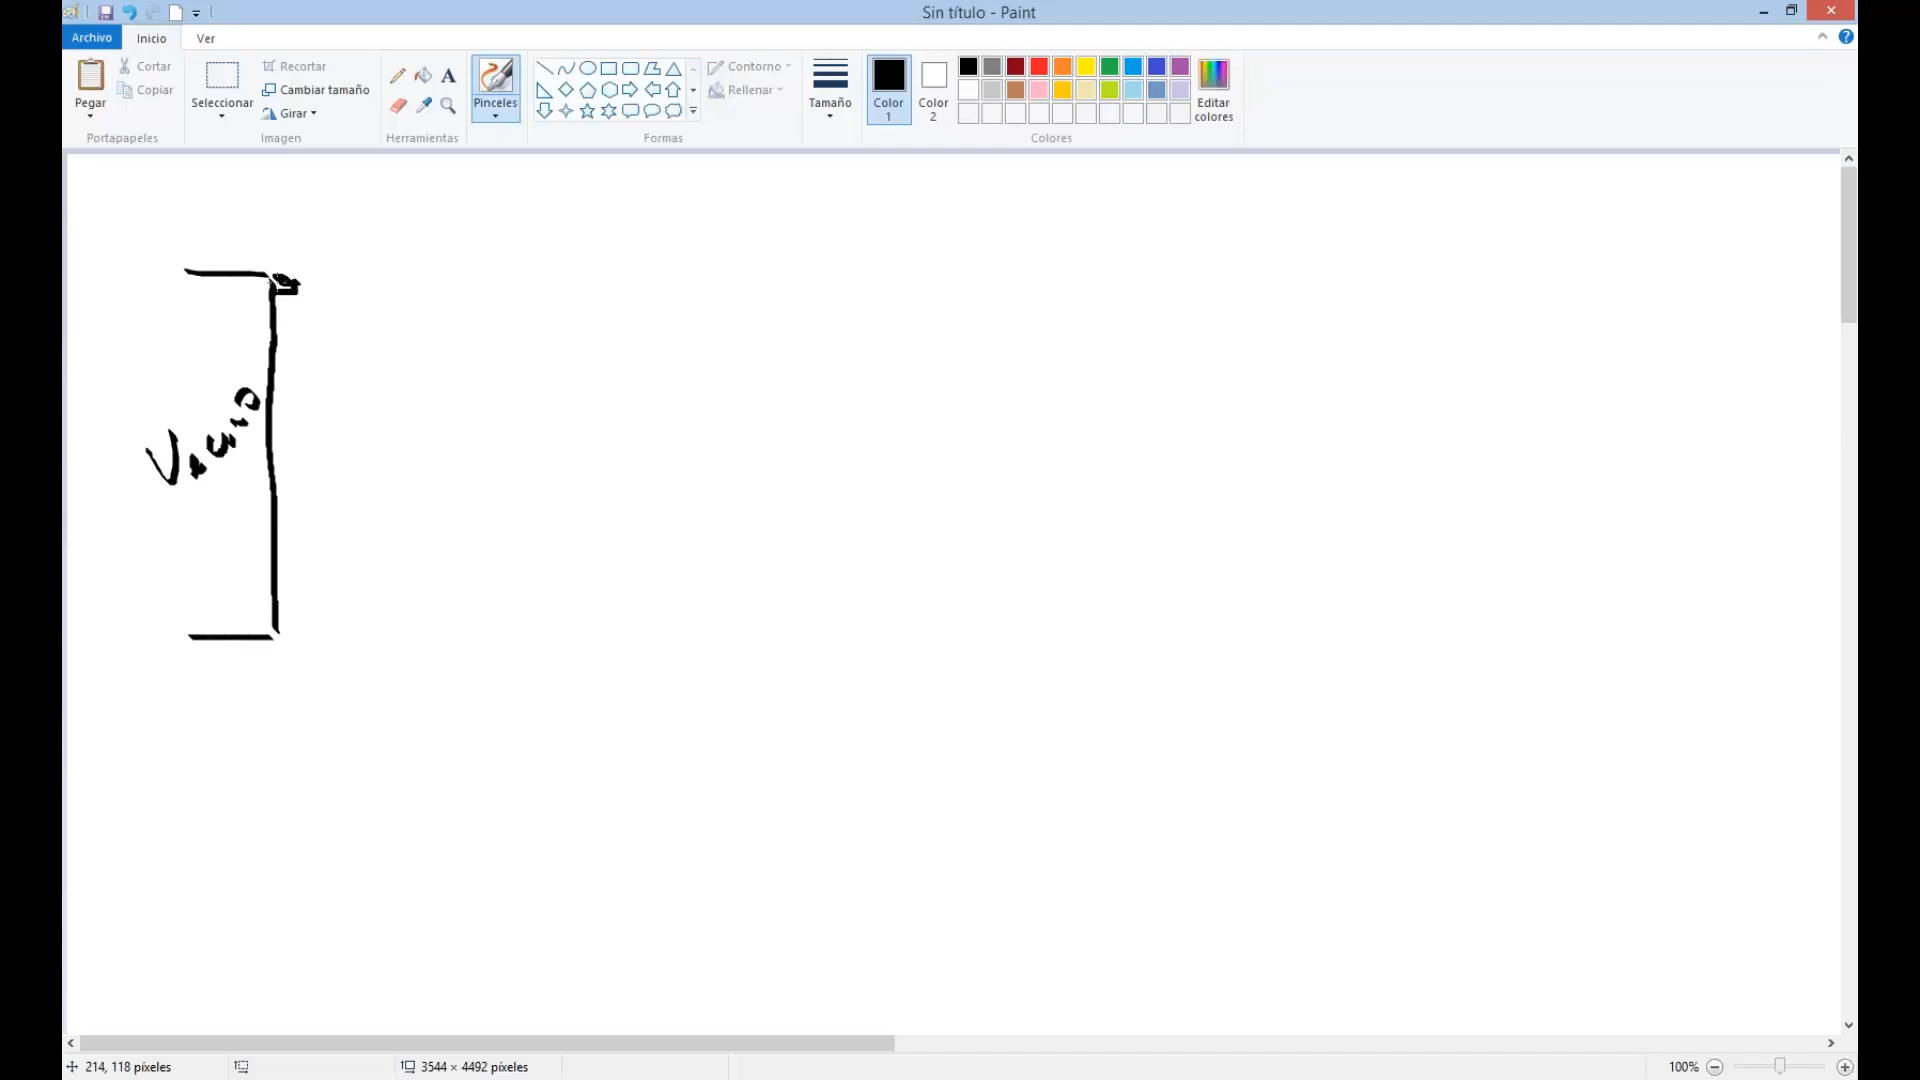 Sin título - Paint
Archivo Inicio Ver
Pegar
Cortar
Copiar
Portapapeles
Seleccionar
Recortar
Cambiar tamaño
Girar
Imagen
A
Herramientas
Pinceles
Contorno
Rellenar
Formas
Tamaño
Color 1
Color 2
Editar colores
Colores
Vacuno
214, 118 píxeles
3544 × 4492 píxeles
100%